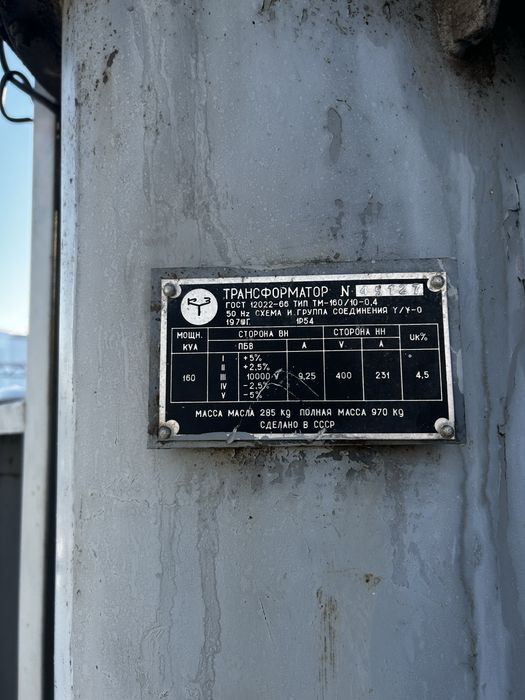 ТРАНСФОРМАТОР N
ГОСТ 12022-66 ТИП ТМ-160/10-0,4
50 Hz СХЕМА И ГРУППА СОЕДИНЕНИЯ Y/Y-0
IP54
МОЩН. KVA СТОРОНА ВН СТОРОНА НН UK%
ПБВ A V. A
I +5%
II +2,5%
160 III 10000 V 9,25 400 231 4,5
IV -2,5%
V -5%
МАССА МАСЛА 285 kg ПОЛНАЯ МАССА 970 kg
СДЕЛАНО В СССР